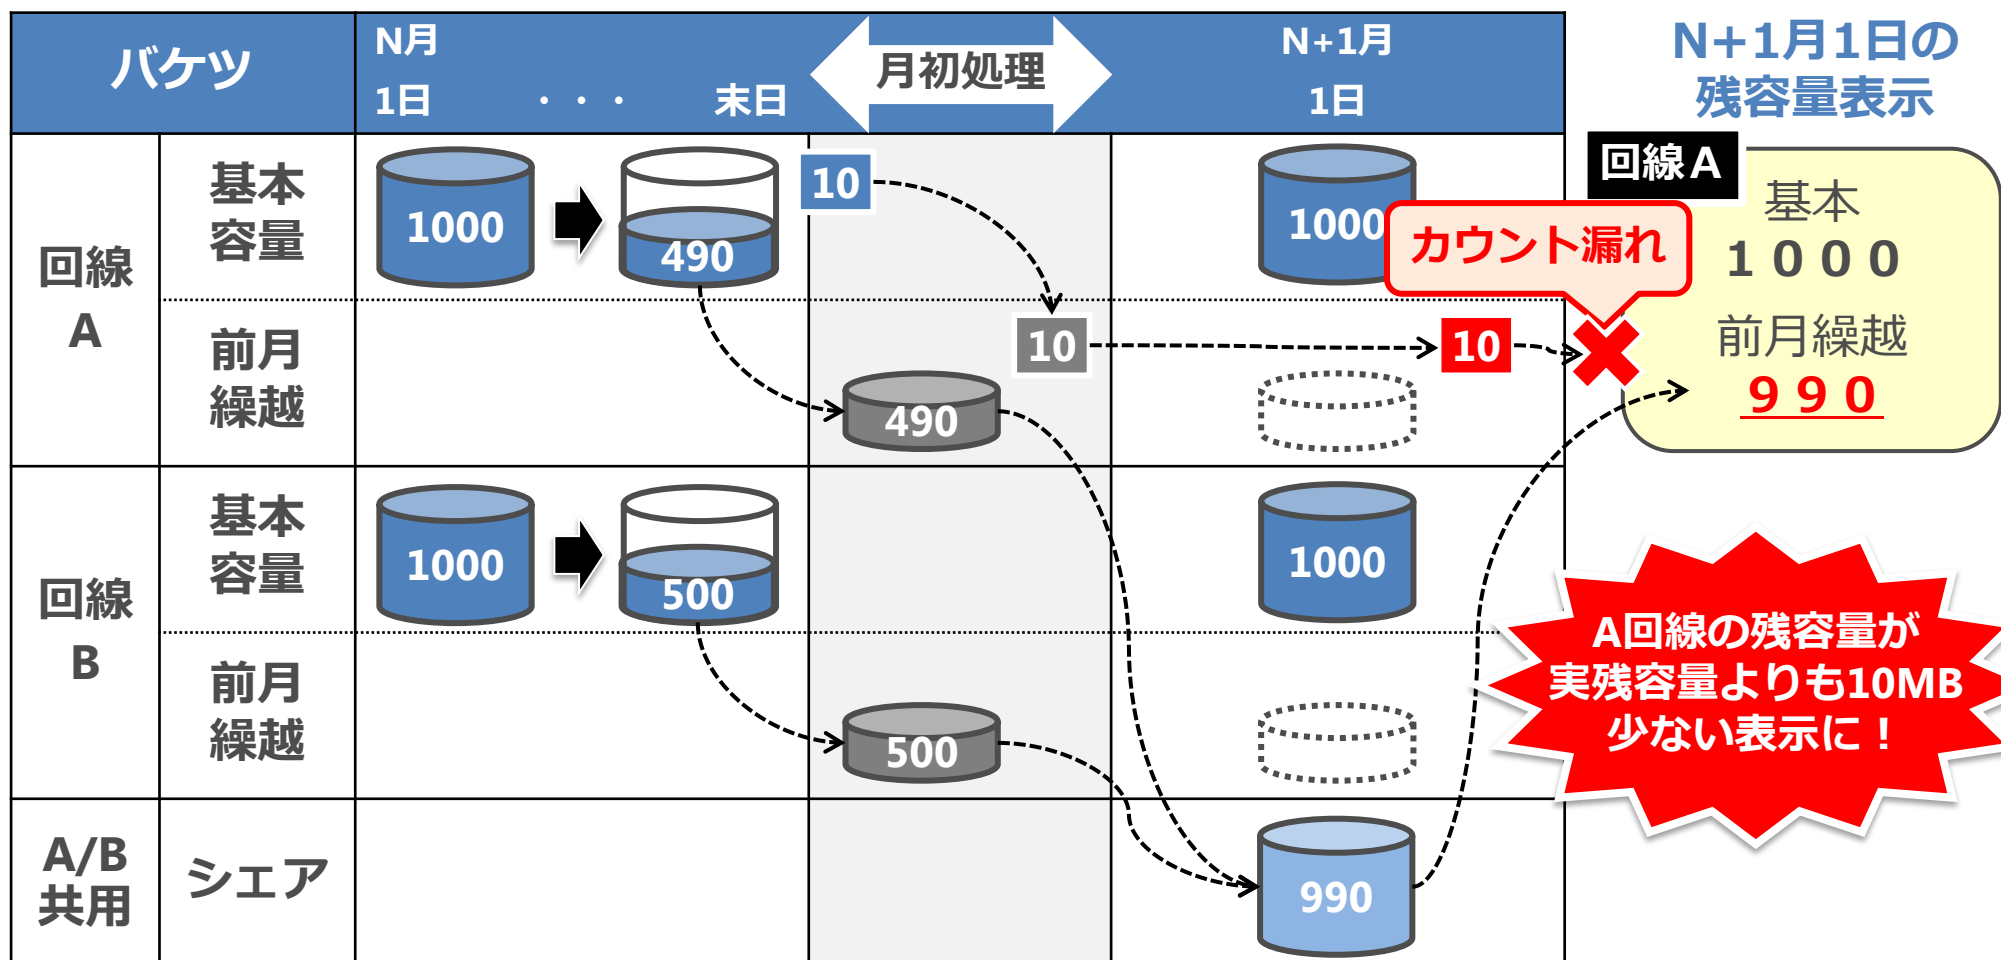 バケツ
N月
1日 ・・・ 末日
月初処理
N+1月
1日
N+1月1日の
残容量表示
回線
A
基本
容量
1000
490
10
1000
カウント漏れ
回線A
基本
1000
前月繰越
990
前月
繰越
490
10
10
回線
B
基本
容量
1000
500
1000
前月
繰越
500
A回線の残容量が
実残容量よりも10MB
少ない表示に！
A/B
共用
シェア
990